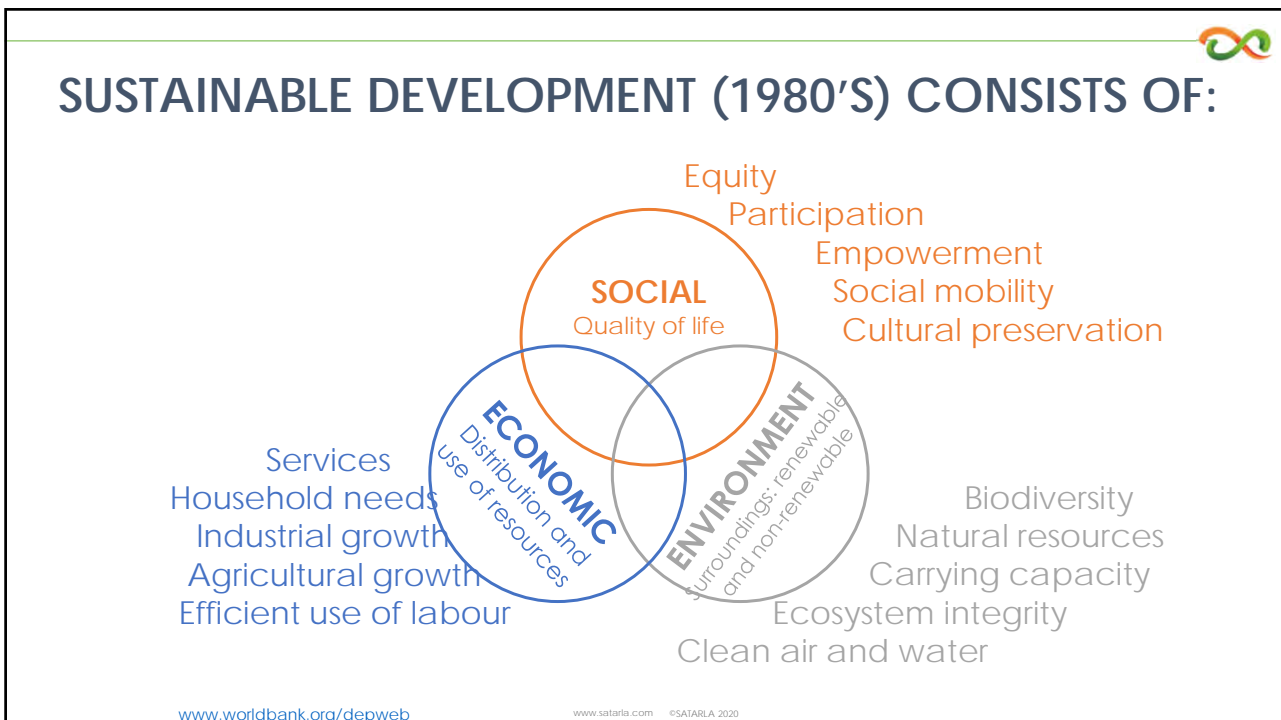 SUSTAINABLE DEVELOPMENT (1980'S) CONSISTS OF:
Equity
Participation
Empowerment
Social mobility
Cultural preservation
SOCIAL
Quality of life
ECONOMIC
Distribution and
use of resources
ENVIRONMENT
Surroundings: renewable
and non-renewable
Services
Household needs
Industrial growth
Agricultural growth
Efficient use of labour
Biodiversity
Natural resources
Carrying capacity
Ecosystem integrity
Clean air and water
www.worldbank.org/depweb
www.satarla.com ©SATARLA 2020